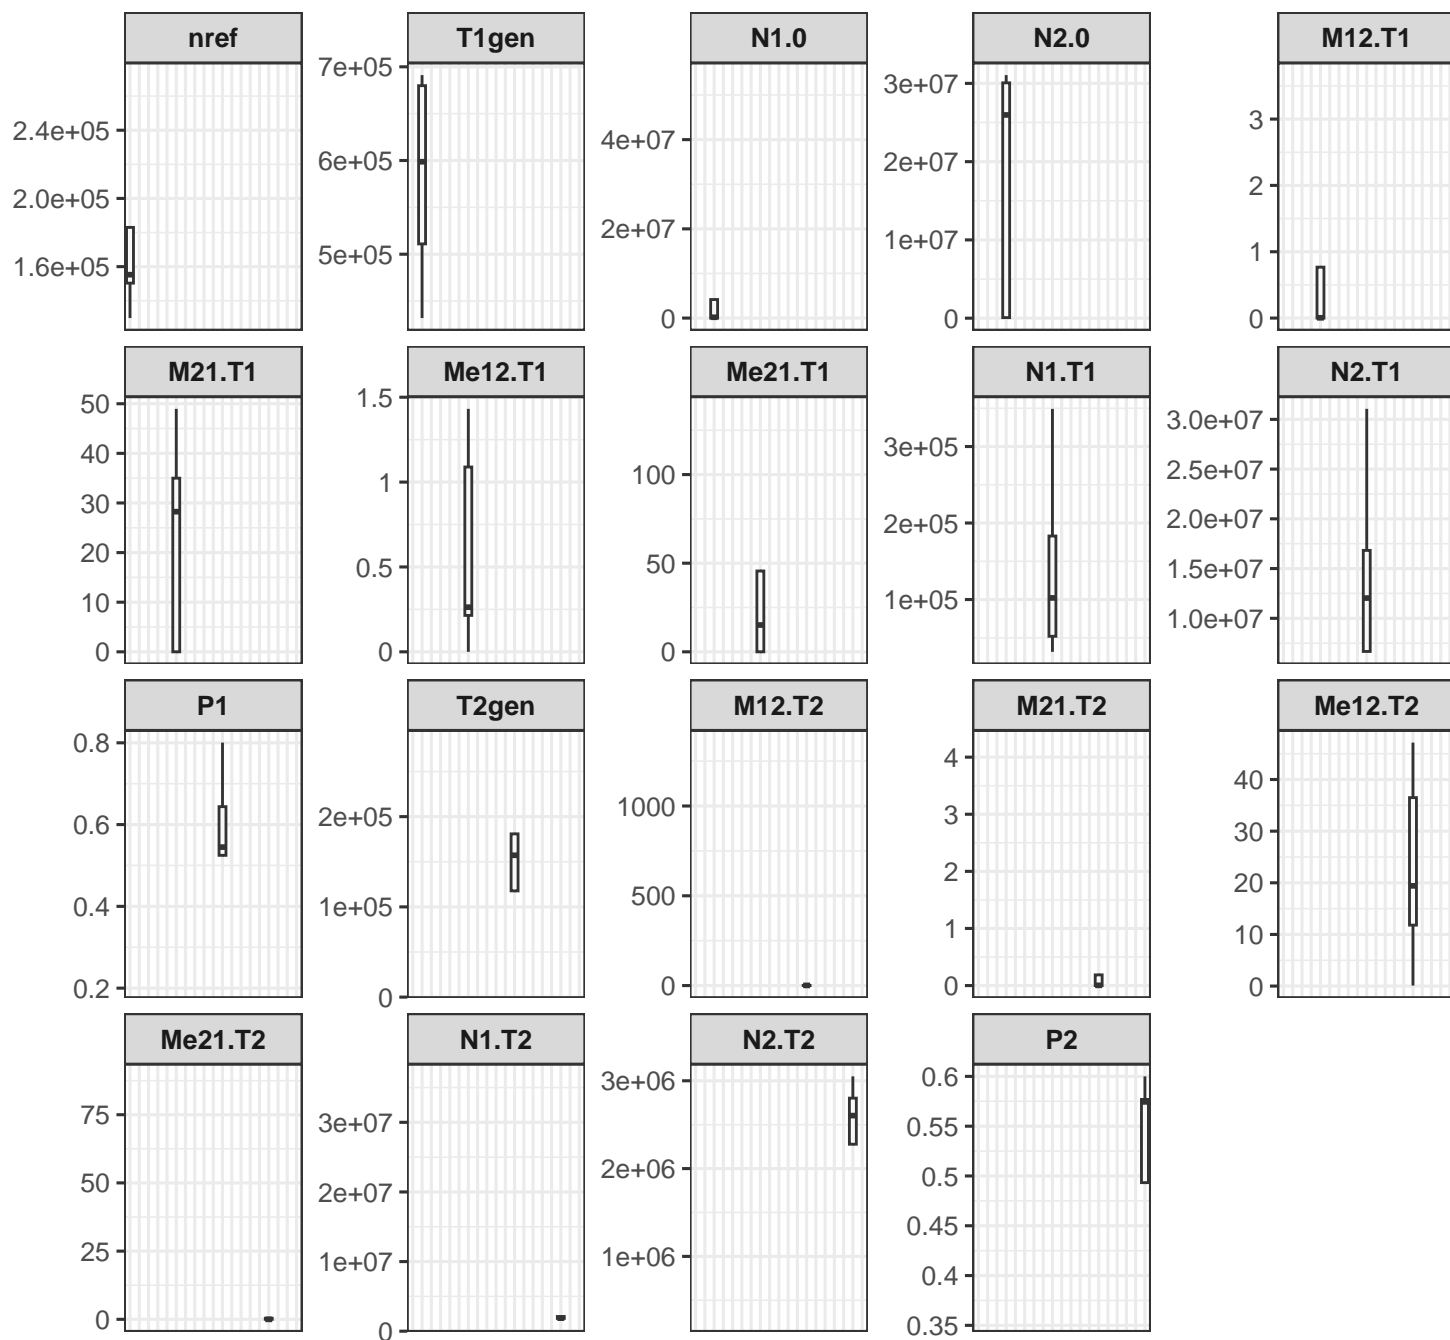 nref
T1gen
N1.0
N2.0
M12.T1
2.4e+05
2.0e+05
1.6e+05
7e+05
6e+05
5e+05
4e+07
2e+07
0
3e+07
2e+07
1e+07
0
3
2
1
0
M21.T1
Me12.T1
Me21.T1
N1.T1
N2.T1
50
40
30
20
10
0
1.5
1
0.5
0
100
50
0
3e+05
2e+05
1e+05
3.0e+07
2.5e+07
2.0e+07
1.5e+07
1.0e+07
P1
T2gen
M12.T2
M21.T2
Me12.T2
0.8
0.6
0.4
0.2
2e+05
1e+05
0
1000
500
0
4
3
2
1
0
40
30
20
10
0
Me21.T2
N1.T2
N2.T2
P2
75
50
25
0
3e+07
2e+07
1e+07
0
3e+06
2e+06
1e+06
0.6
0.55
0.5
0.45
0.4
0.35